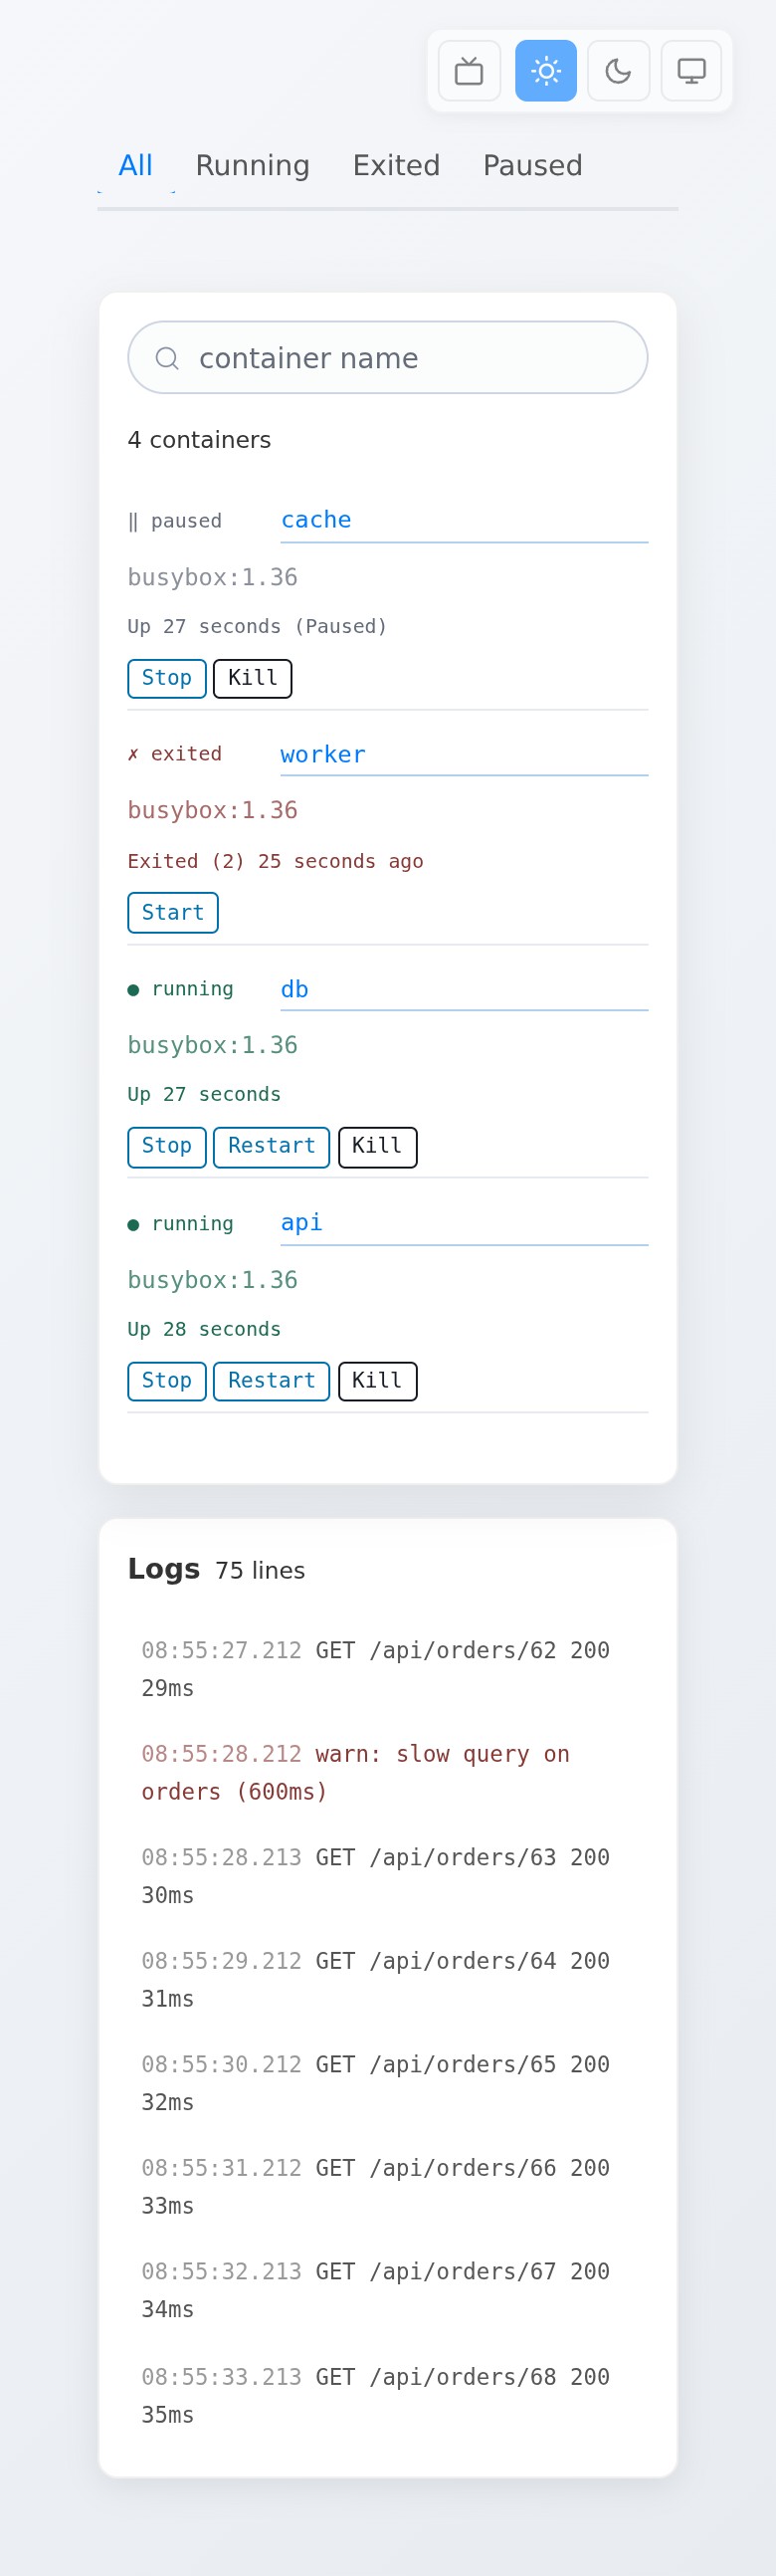 All Running Exited Paused
container name
4 containers
‖ paused cache
busybox:1.36
Up 27 seconds (Paused)
Stop Kill
✗ exited worker
busybox:1.36
Exited (2) 25 seconds ago
Start
● running db
busybox:1.36
Up 27 seconds
Stop Restart Kill
● running api
busybox:1.36
Up 28 seconds
Stop Restart Kill
Logs 75 lines
08:55:27.212 GET /api/orders/62 200
29ms
08:55:28.212 warn: slow query on
orders (600ms)
08:55:28.213 GET /api/orders/63 200
30ms
08:55:29.212 GET /api/orders/64 200
31ms
08:55:30.212 GET /api/orders/65 200
32ms
08:55:31.212 GET /api/orders/66 200
33ms
08:55:32.213 GET /api/orders/67 200
34ms
08:55:33.213 GET /api/orders/68 200
35ms